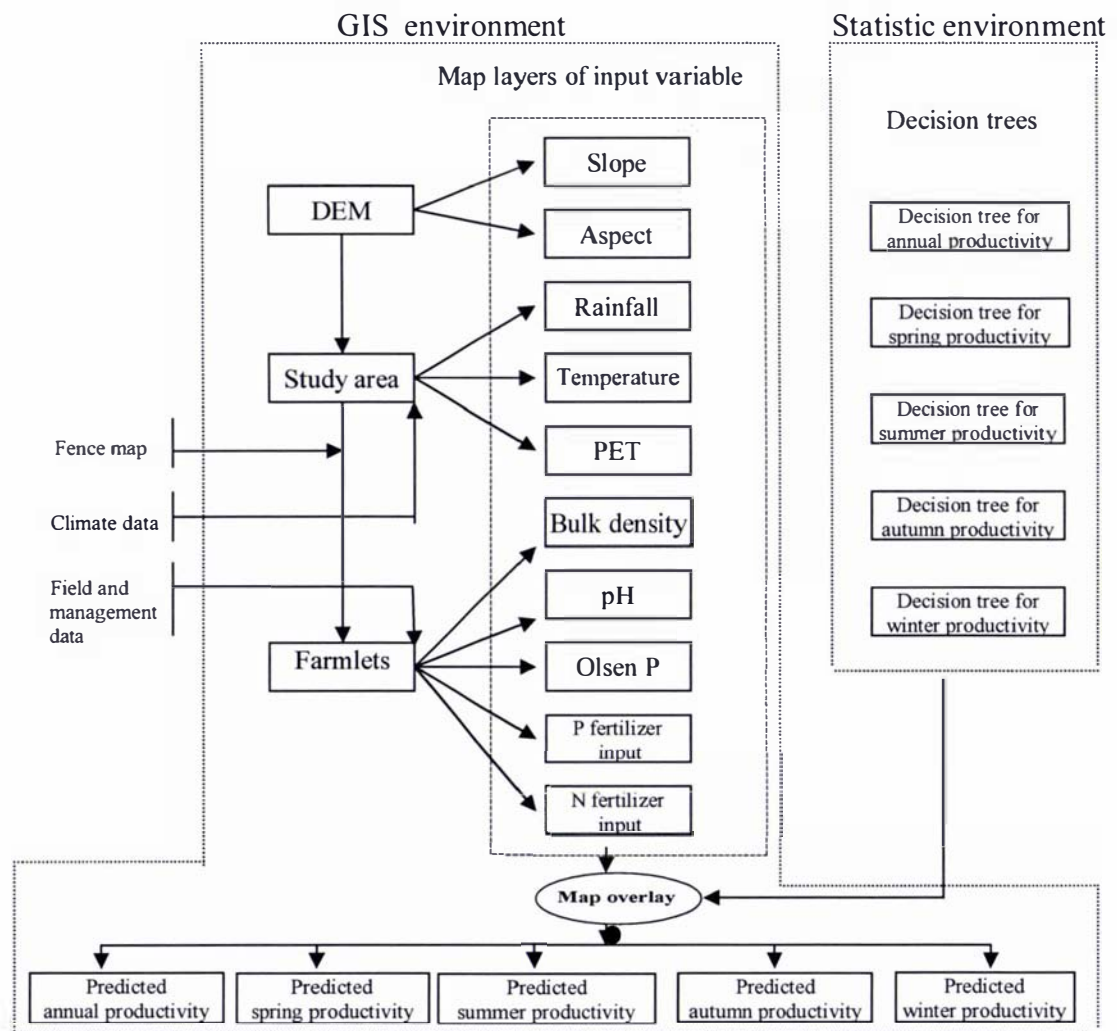 GIS environment
Statistic environment
Map layers of input variable
Decision trees
Slope
DEM
Aspect
Decision tree for
annual productivity
Rainfall
Decision tree for
spring productivity
Study area
Temperature
Decision tree for
summer productivity
Fence map
PET
Climate data
Bulk density
Decision tree for
autumn productivity
Field and
management
data
pH
Decision tree for
winter productivity
Farmlets
Olsen P
P fertilizer
input
N fertilizer
input
Map overlay
Predicted
annual productivity
Predicted
spring productivity
Predicted
summer productivity
Predicted
autumn productivity
Predicted
winter productivity